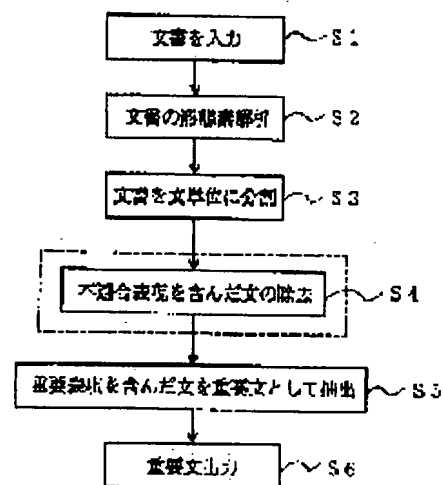 文書を入力 S1
文書の形態素解析 S2
文書を文単位に分割 S3
不適合表現を含んだ文の除去 S4
重要表現を含んだ文を重要文として抽出 S5
重要文出力 S6